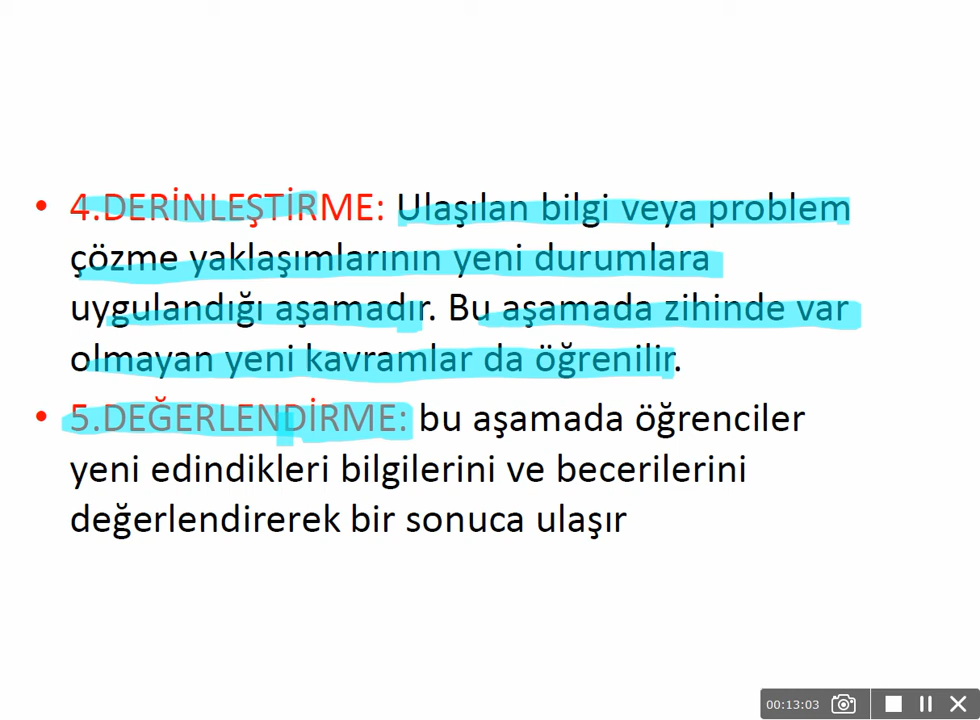 • 4.DERİNLEŞTİRME: Ulaşılan bilgi veya problem
çözme yaklaşımlarının yeni durumlara
uygulandığı aşamadır. Bu aşamada zihinde var
olmayan yeni kavramlar da öğrenilir.
• 5.DEĞERLENDİRME: bu aşamada öğrenciler
yeni edindikleri bilgilerini ve becerilerini
değerlendirerek bir sonuca ulaşır
00:13:03